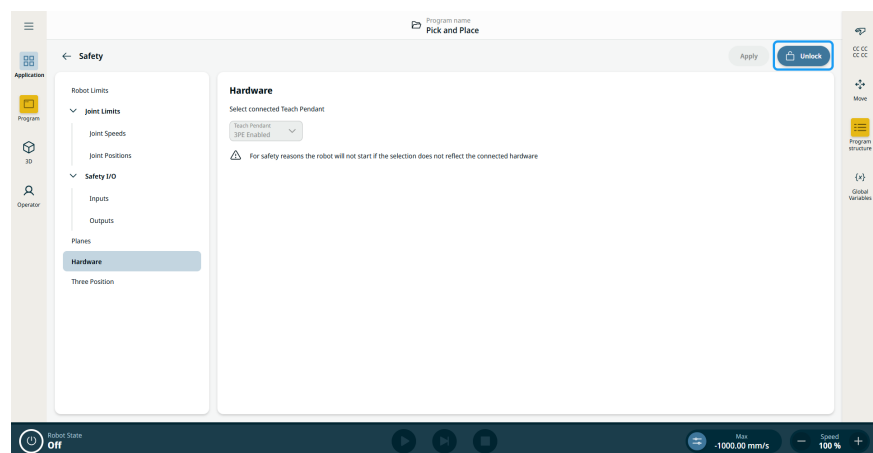 Program name
Pick and Place
Safety
Apply
Unlock
Application
Program
3D
Operator
Robot Limits
Joint Limits
Joint Speeds
Joint Positions
Safety I/O
Inputs
Outputs
Planes
Hardware
Three Position
Hardware
Select connected Teach Pendant
Teach Pendant
3PE Enabled
For safety reasons the robot will not start if the selection does not reflect the connected hardware
CC CC
CC CC
Move
Program
structure
{x}
Global
Variables
Robot State
Off
Max
-1000.00 mm/s
Speed
100 %